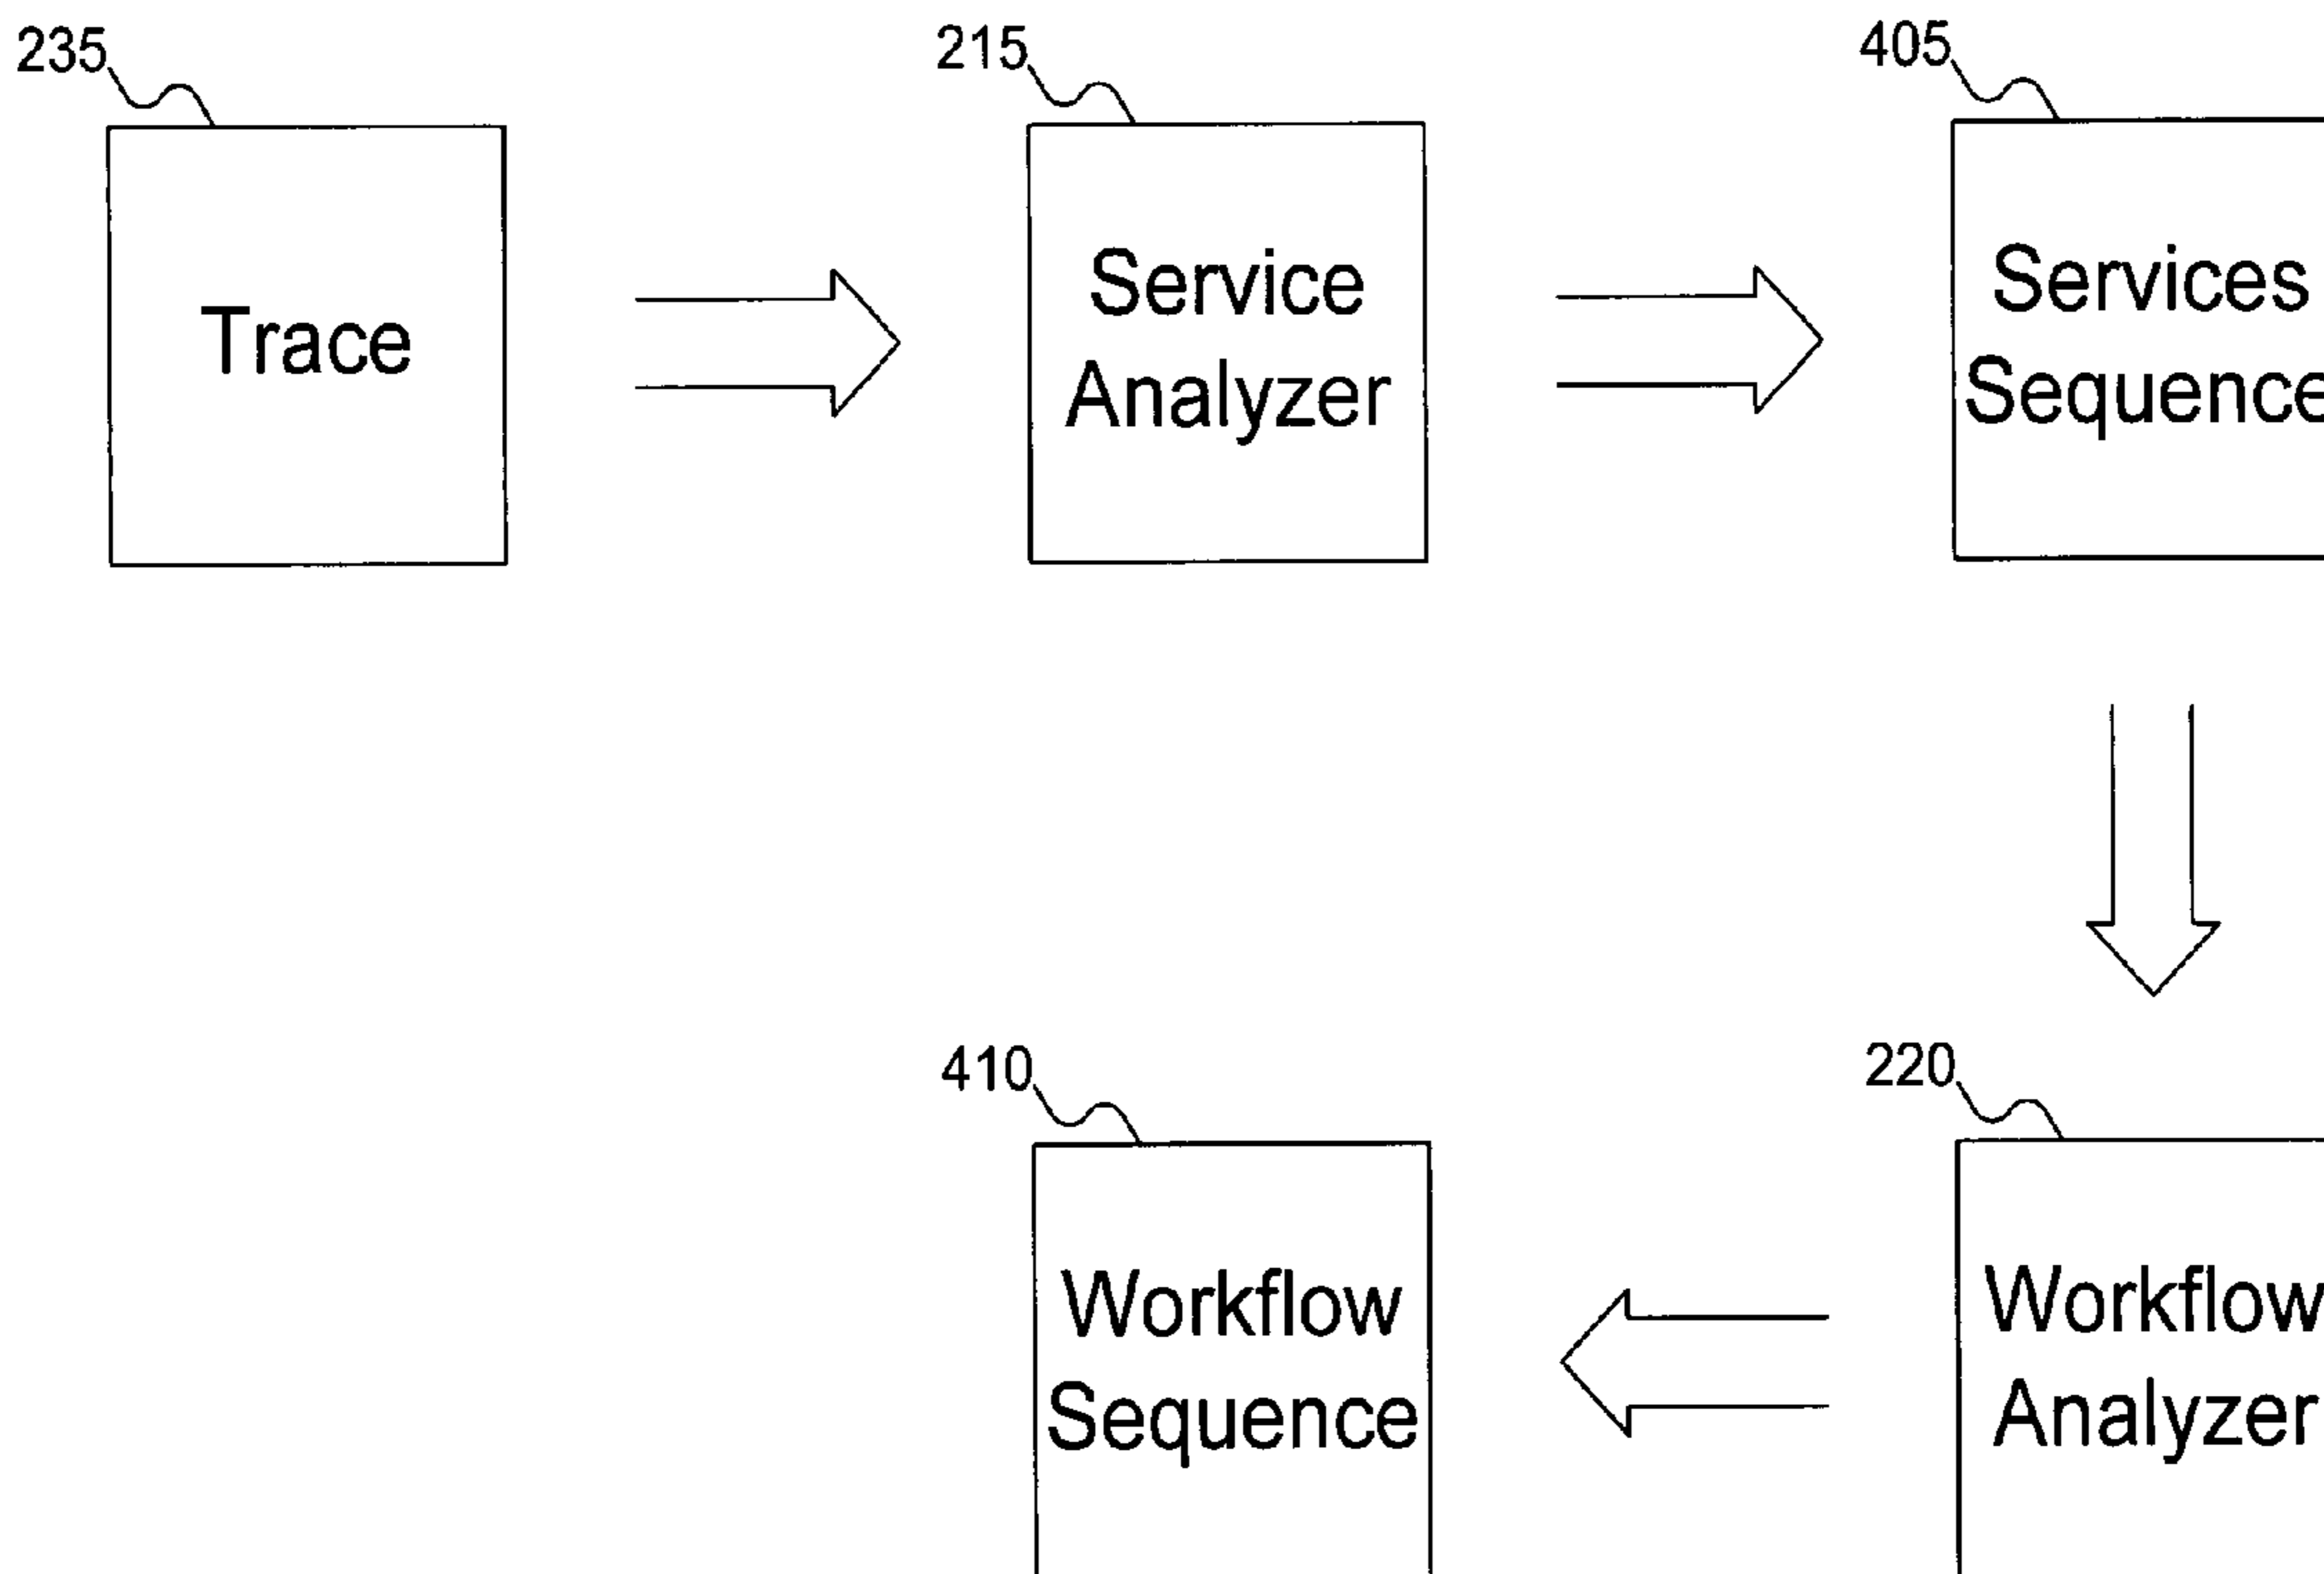 235
215
405
Trace
Service
Analyzer
Services
Sequence
410
220
Workflow
Sequence
Workflow
Analyzer